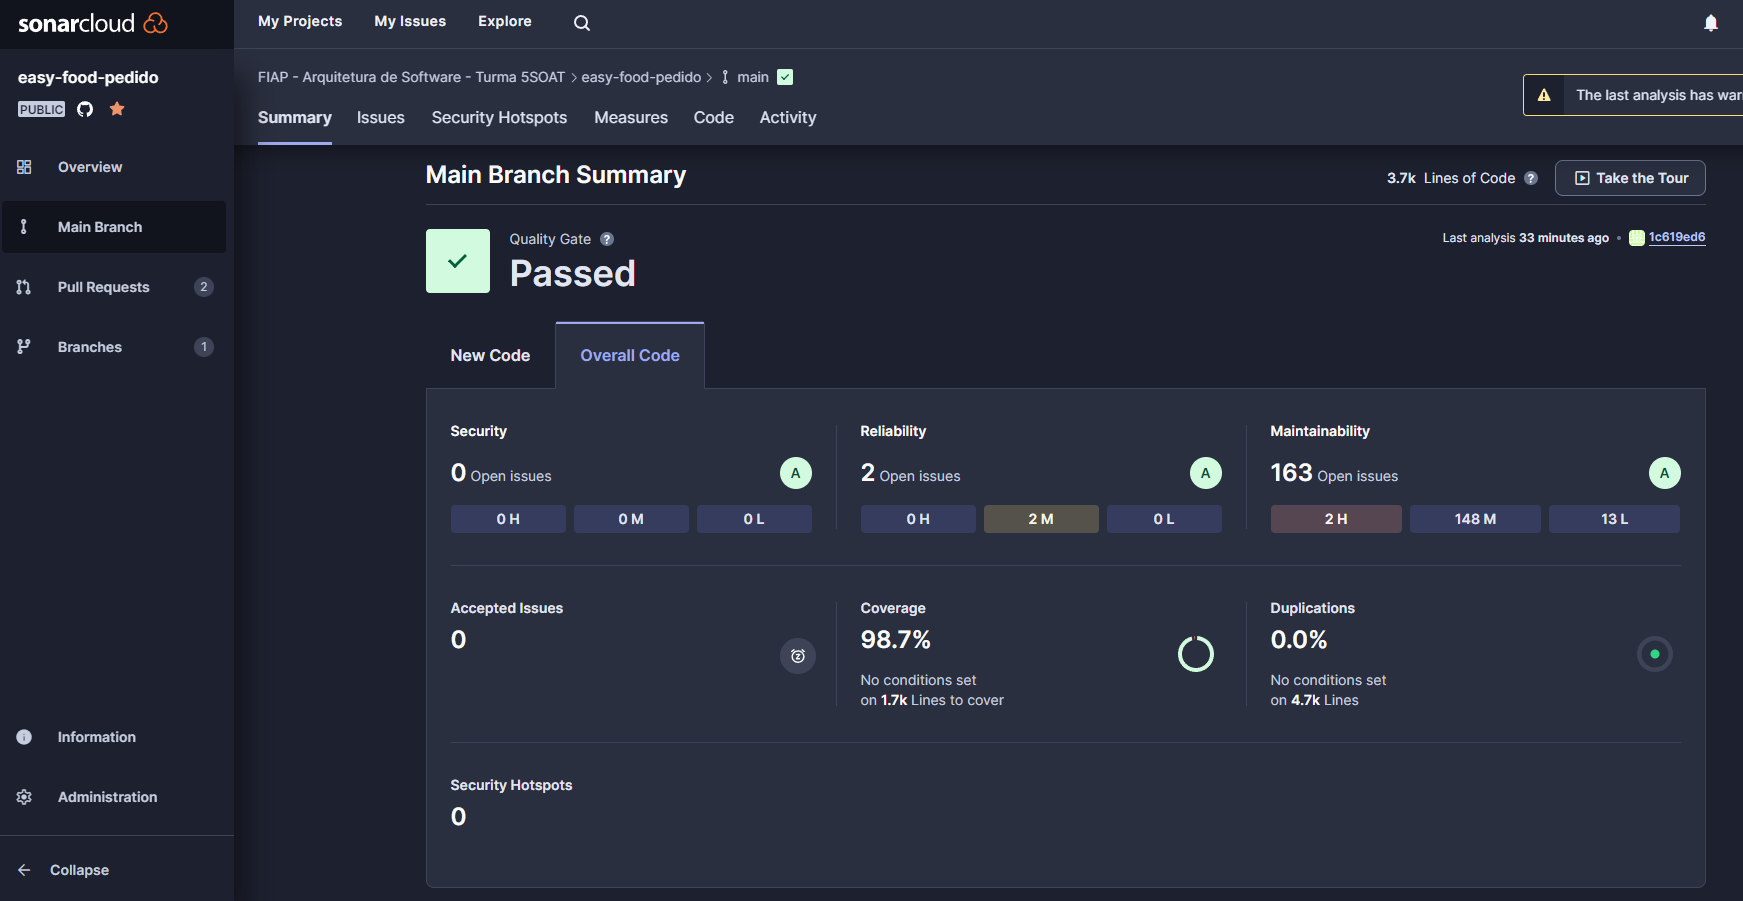 sonarcloud
My Projects My Issues Explore
easy-food-pedido
PUBLIC
FIAP - Arquitetura de Software - Turma 5SOAT > easy-food-pedido > main
The last analysis has war
Summary Issues Security Hotspots Measures Code Activity
Overview
Main Branch
Pull Requests 2
Branches 1
Information
Administration
Collapse
Main Branch Summary
3.7k Lines of Code ? Take the Tour
Quality Gate ?
Passed
Last analysis 33 minutes ago • 1c619ed6
New Code Overall Code
Security
0 Open issues A
0 H 0 M 0 L
Reliability
2 Open issues A
0 H 2 M 0 L
Maintainability
163 Open issues A
2 H 148 M 13 L
Accepted Issues
0
Coverage
98.7%
No conditions set
on 1.7k Lines to cover
Duplications
0.0%
No conditions set
on 4.7k Lines
Security Hotspots
0